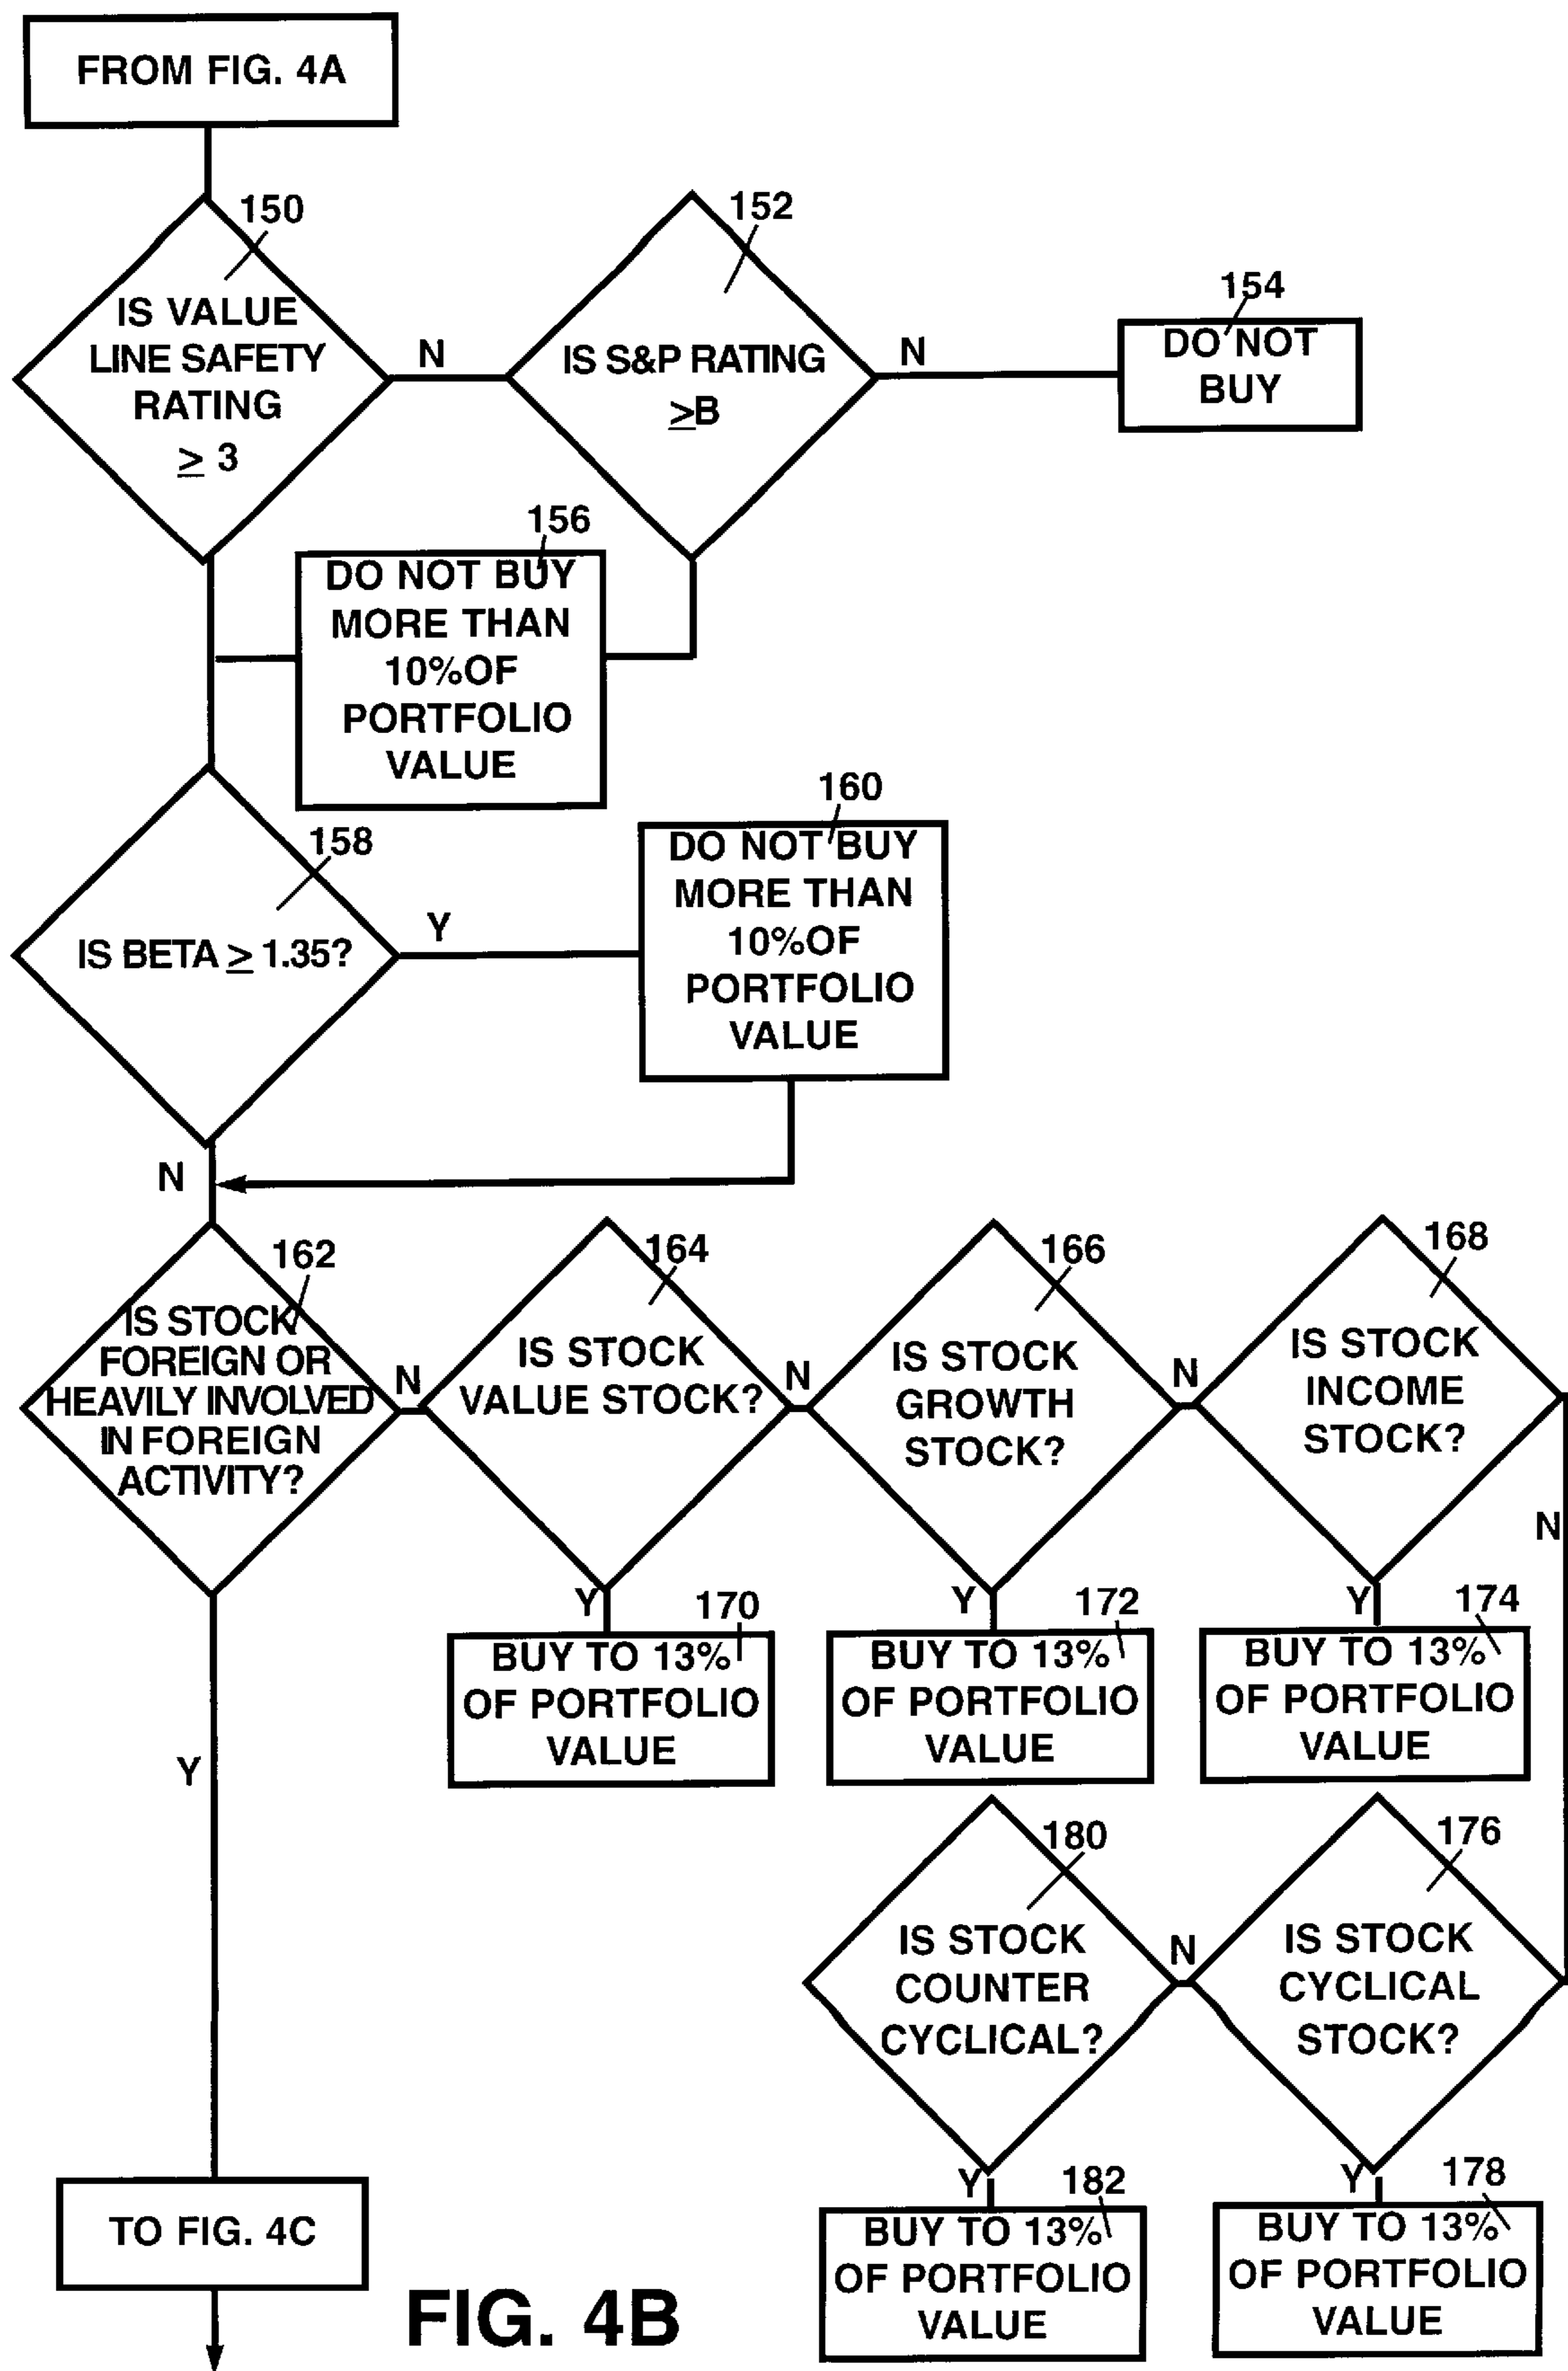 FROM FIG. 4A
150
IS VALUE
LINE SAFETY
RATING
≥ 3
N
152
IS S&P RATING
≥B
N
154
DO NOT
BUY
156
DO NOT BUY
MORE THAN
10%OF
PORTFOLIO
VALUE
158
IS BETA ≥ 1.35?
Y
N
160
DO NOT BUY
MORE THAN
10%OF
PORTFOLIO
VALUE
162
IS STOCK
FOREIGN OR
HEAVILY INVOLVED
IN FOREIGN
ACTIVITY?
N
164
IS STOCK
VALUE STOCK?
N
166
IS STOCK
GROWTH
STOCK?
N
168
IS STOCK
INCOME
STOCK?
N
Y
170
BUY TO 13%
OF PORTFOLIO
VALUE
Y
172
BUY TO 13%
OF PORTFOLIO
VALUE
Y
174
BUY TO 13%
OF PORTFOLIO
VALUE
Y
180
IS STOCK
COUNTER
CYCLICAL?
N
176
IS STOCK
CYCLICAL
STOCK?
Y
182
BUY TO 13%
OF PORTFOLIO
VALUE
Y
178
BUY TO 13%
OF PORTFOLIO
VALUE
TO FIG. 4C
FIG. 4B